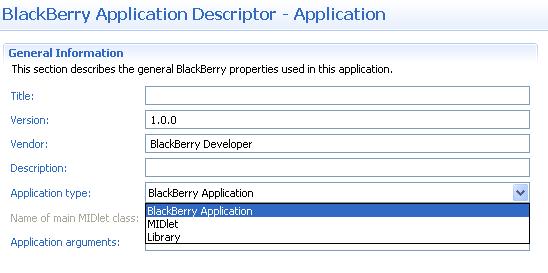 BlackBerry Application Descriptor - Application
General Information
This section describes the general BlackBerry properties used in this application.
Title:
Version: 1.0.0
Vendor: BlackBerry Developer
Description:
Application type: BlackBerry Application
BlackBerry Application
Name of main MIDlet class: MIDlet
Library
Application arguments: